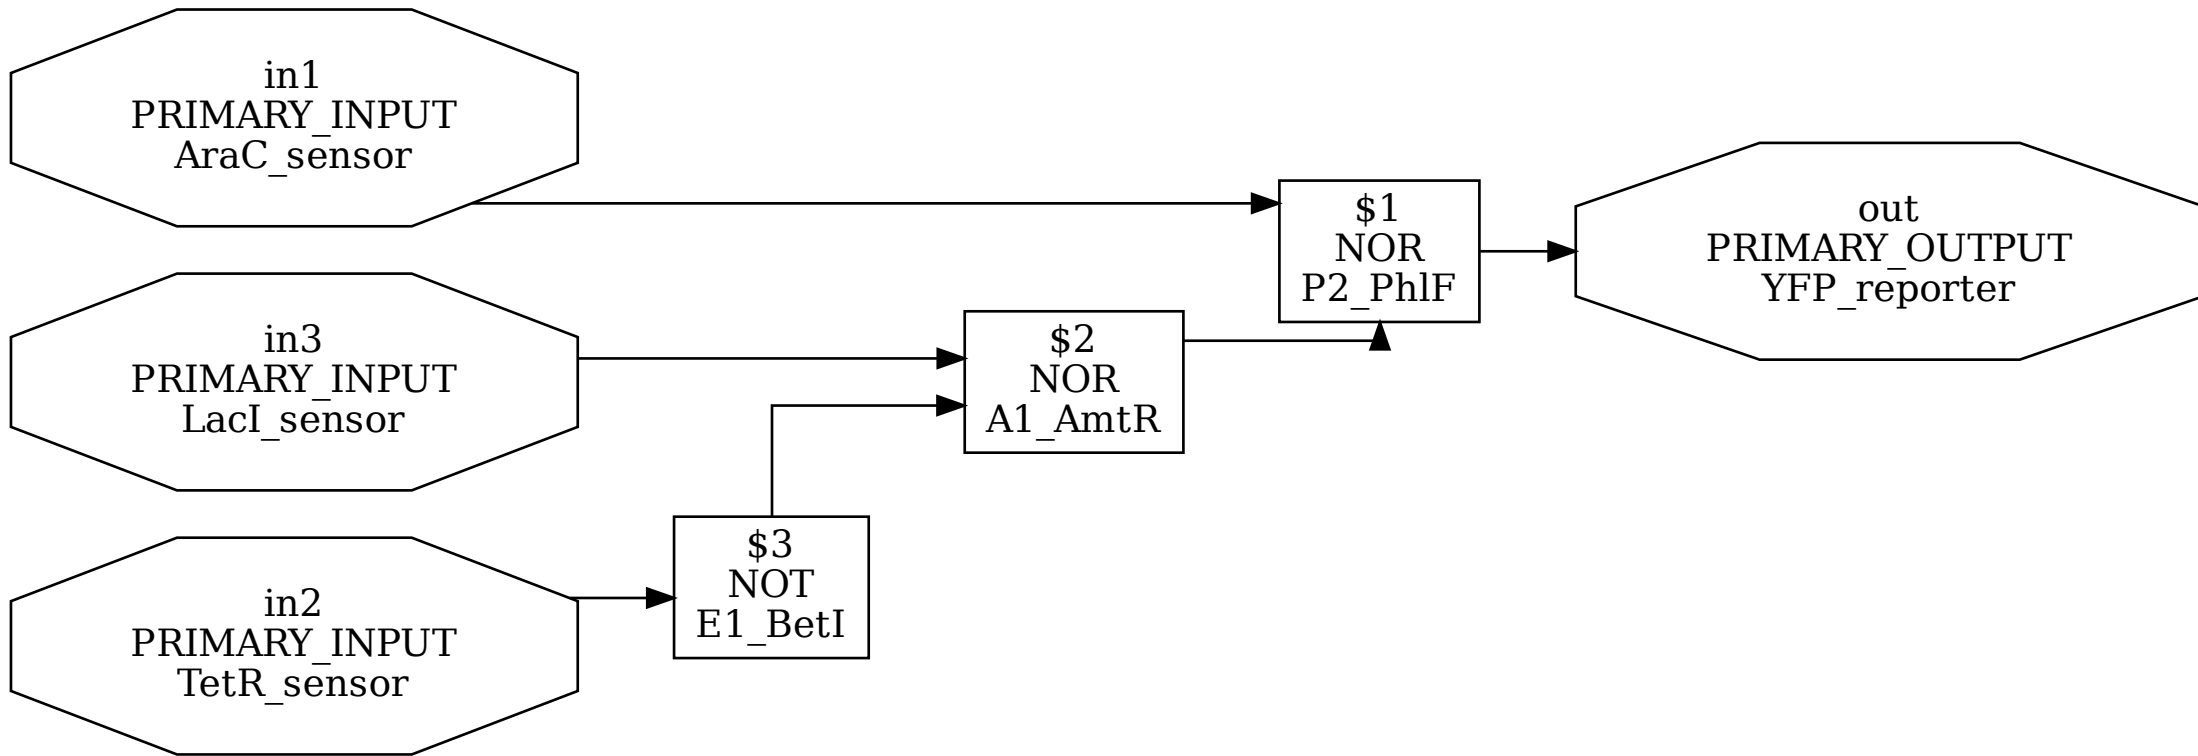 in1
PRIMARY_INPUT
AraC_sensor
$1
NOR
P2_PhlF
out
PRIMARY_OUTPUT
YFP_reporter
in3
PRIMARY_INPUT
LacI_sensor
$2
NOR
A1_AmtR
$3
NOT
E1_BetI
in2
PRIMARY_INPUT
TetR_sensor